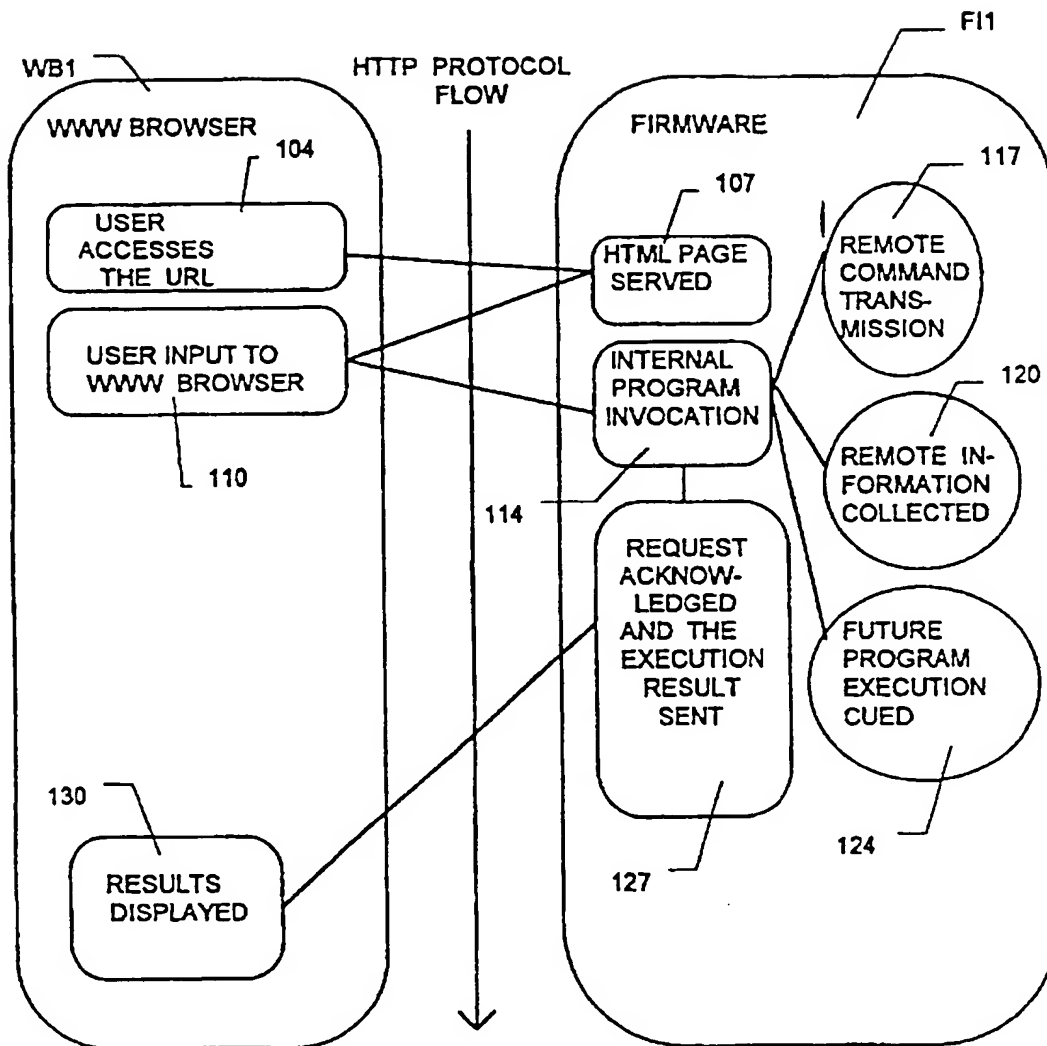 WB1
HTTP PROTOCOL
FLOW
FI1
WWW BROWSER
FIRMWARE
104
107
117
USER
ACCESSES
THE URL
HTML PAGE
SERVED
REMOTE
COMMAND
TRANS-
MISSION
USER INPUT TO
WWW BROWSER
110
INTERNAL
PROGRAM
INVOCATION
114
120
REMOTE IN-
FORMATION
COLLECTED
REQUEST
ACKNOW-
LEDGED
AND THE
EXECUTION
RESULT
SENT
127
FUTURE
PROGRAM
EXECUTION
CUED
124
130
RESULTS
DISPLAYED